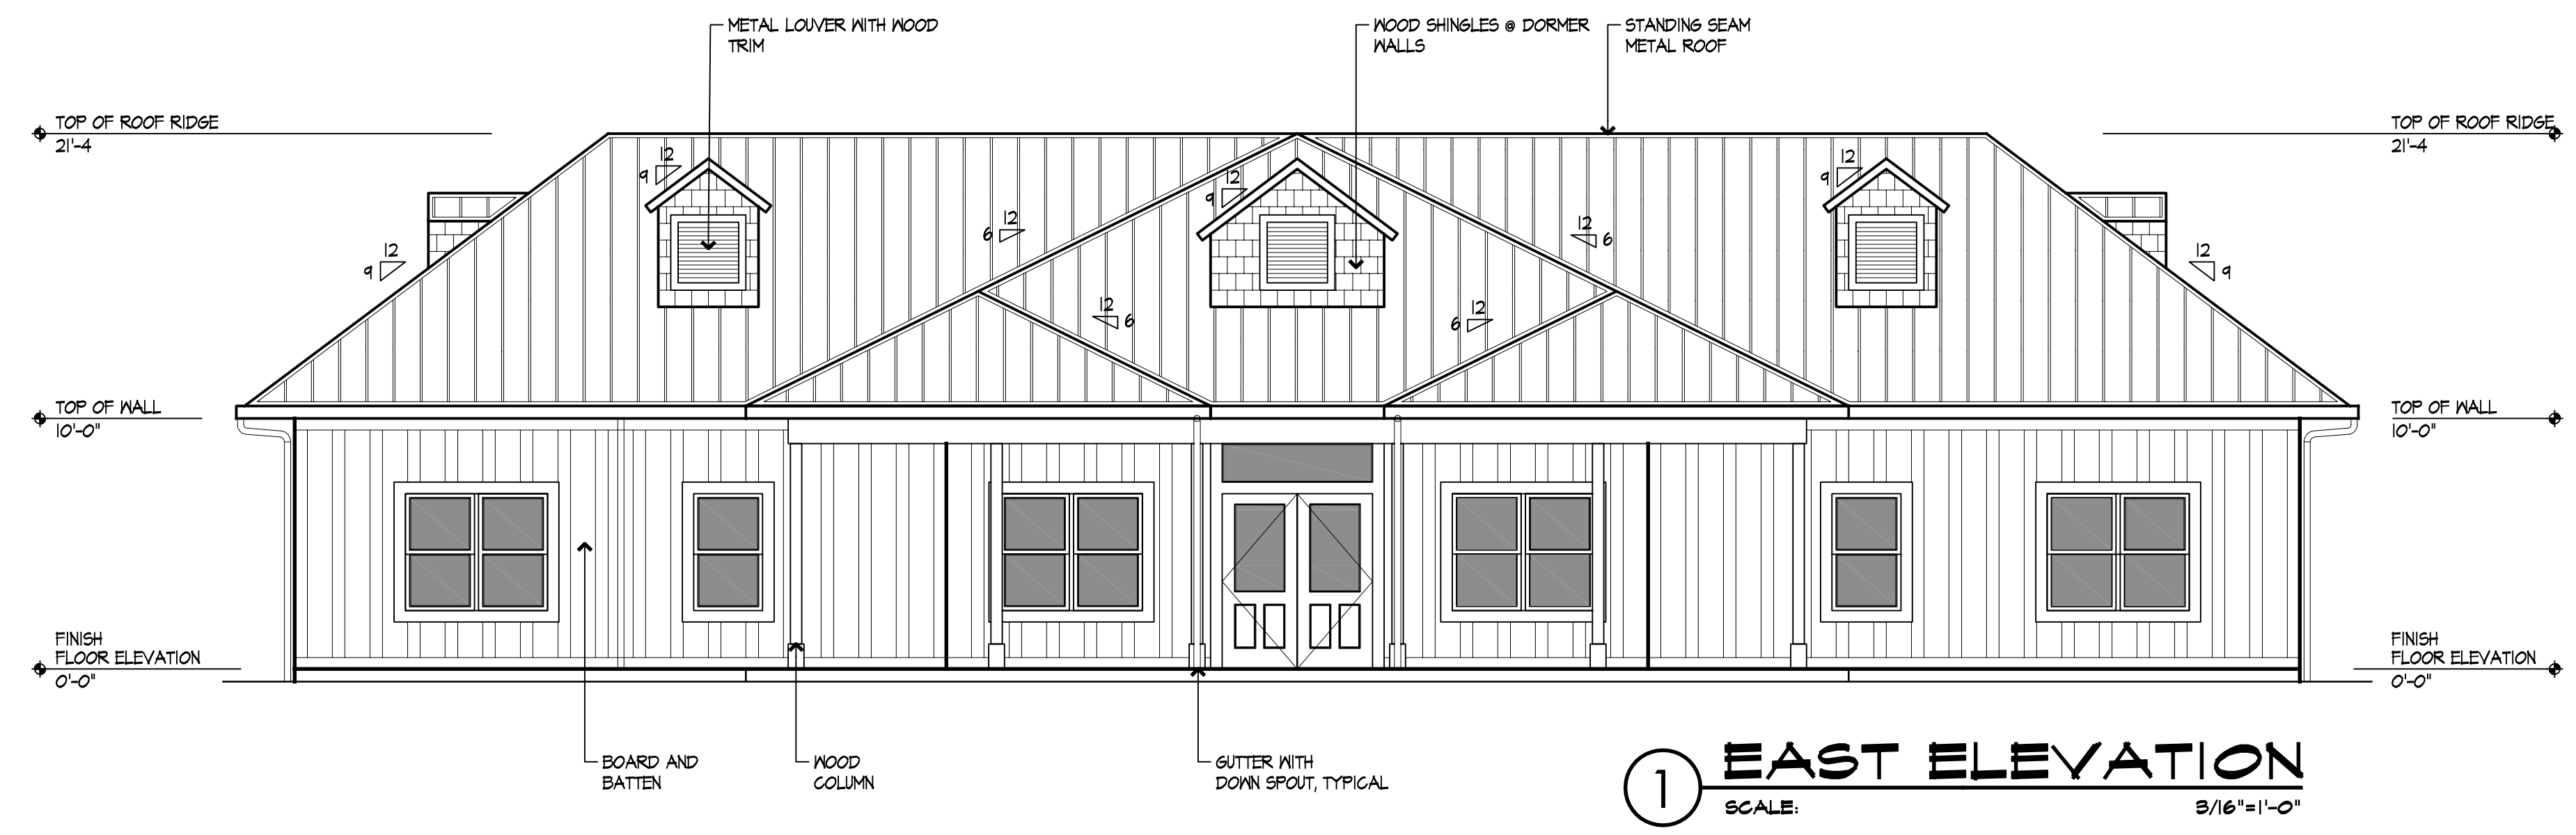 METAL LOUVER WITH WOOD
TRIM
WOOD SHINGLES @ DORMER
WALLS
STANDING SEAM
METAL ROOF
TOP OF ROOF RIDGE
21'-4
TOP OF ROOF RIDGE
21'-4
12
9
12
9
12
9
12
6
12
6
12
9
12
9
12
6
12
6
TOP OF WALL
10'-0"
TOP OF WALL
10'-0"
FINISH
FLOOR ELEVATION
0'-0"
FINISH
FLOOR ELEVATION
0'-0"
BOARD AND
BATTEN
WOOD
COLUMN
GUTTER WITH
DOWN SPOUT, TYPICAL
1
EAST ELEVATION
SCALE: 3/16"=1'-0"